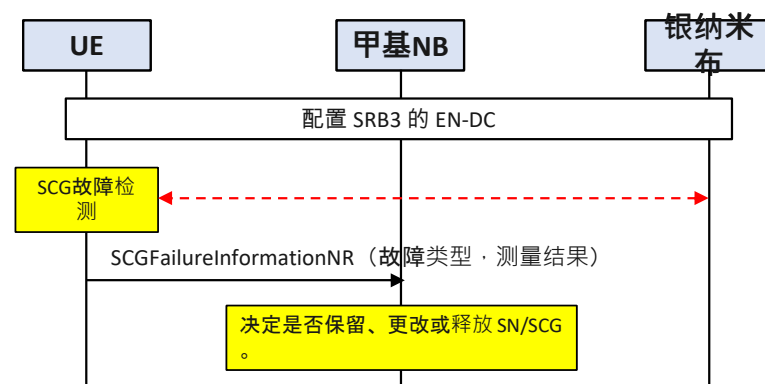 UE
甲基NB
银纳米
布
配置 SRB3 的 EN-DC
SCG故障检
测
SCGFailureInformationNR（故障类型 · 测量结果）
决定是否保留、更改或释放 SN/SCG
。